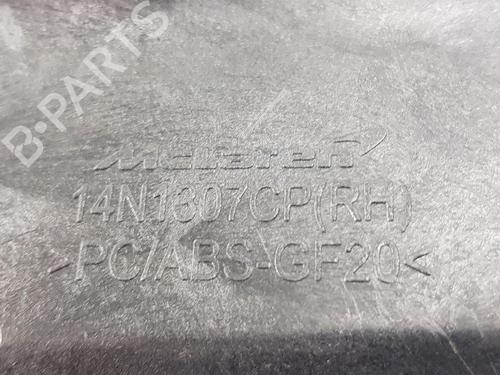 B-PARTS
McLaren
14N1307CP(RH)
>PC/ABS-GF20<